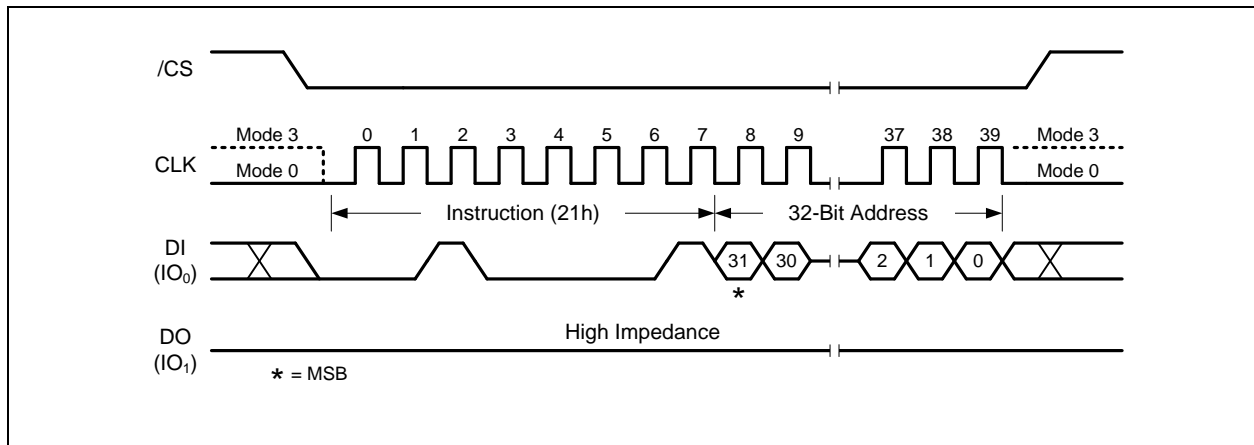 /CS
Mode 3 0 1 2 3 4 5 6 7 8 9 37 38 39 Mode 3
CLK Mode 0 Mode 0
Instruction (21h) 32-Bit Address
DI
(IO₀) 31 30 2 1 0
*
DO High Impedance
(IO₁)
* = MSB